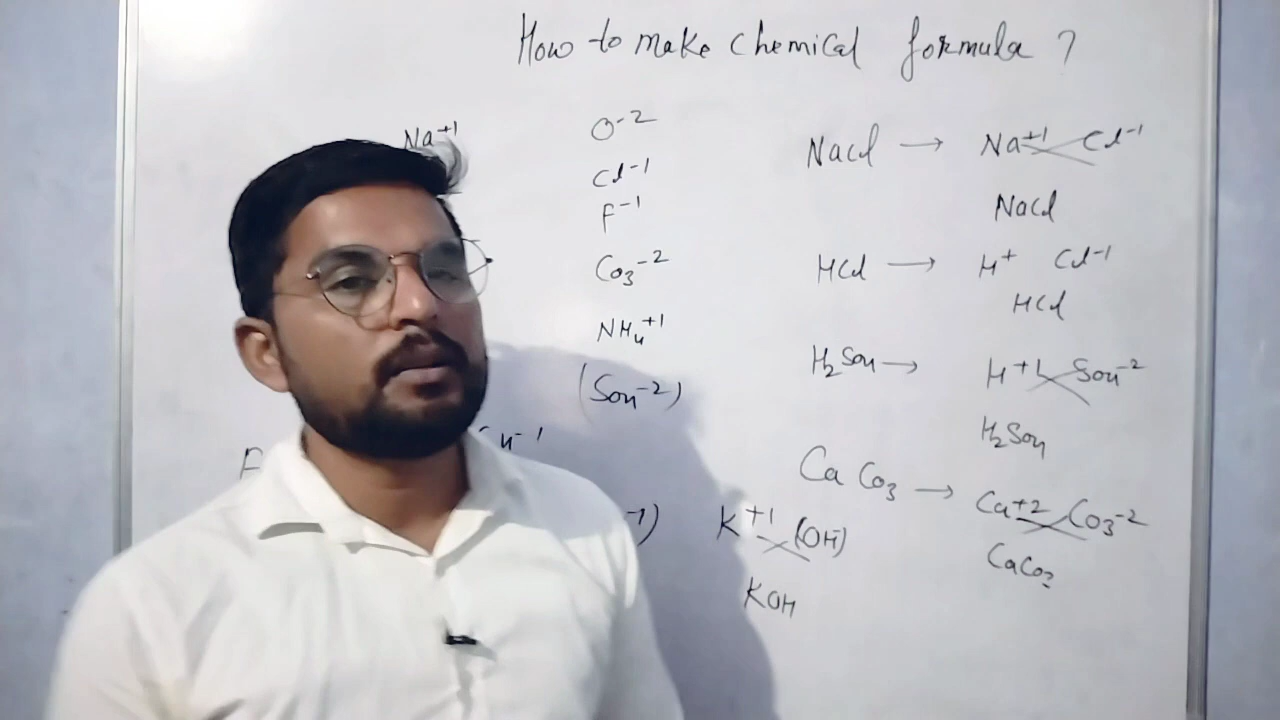 How to make chemical formula ?
Na+1
O-2
Cl-1
F-1
Co3-2
NH4+1
(So4-2)
-1)
K+1 (OH-)
KOH
Nacl → Na+1 Cl-1
Nacl
HCl → H+ Cl-1
HCl
H2So4 → H+1 So4-2
H2So4
Ca Co3 → Ca+2 Co3-2
CaCo3